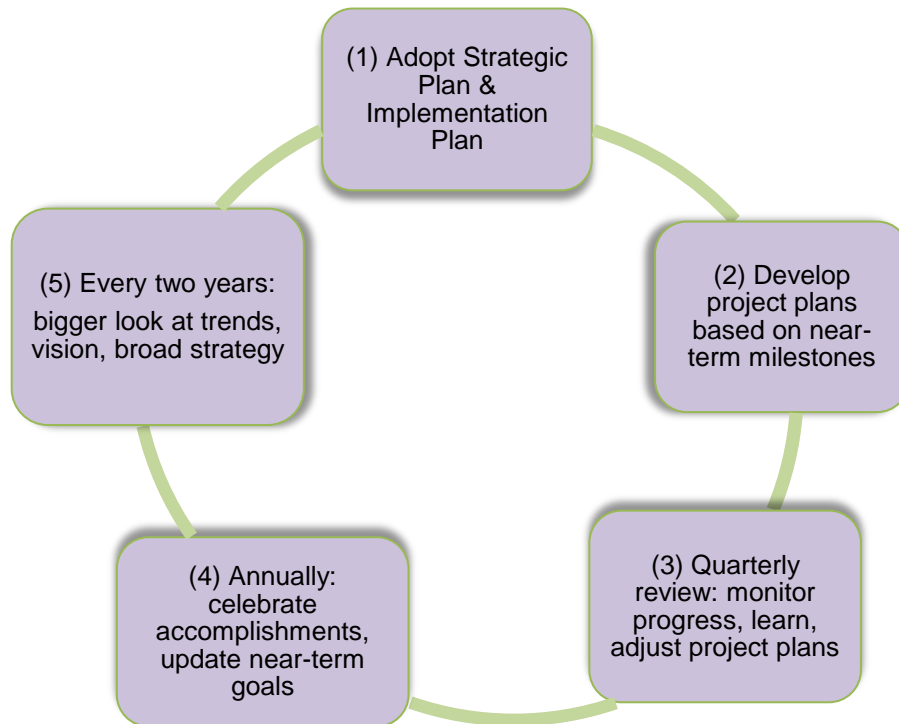 (1) Adopt Strategic
Plan &
Implementation
Plan
(2) Develop
project plans
based on near-
term milestones
(3) Quarterly
review: monitor
progress, learn,
adjust project plans
(4) Annually:
celebrate
accomplishments,
update near-term
goals
(5) Every two years:
bigger look at trends,
vision, broad strategy